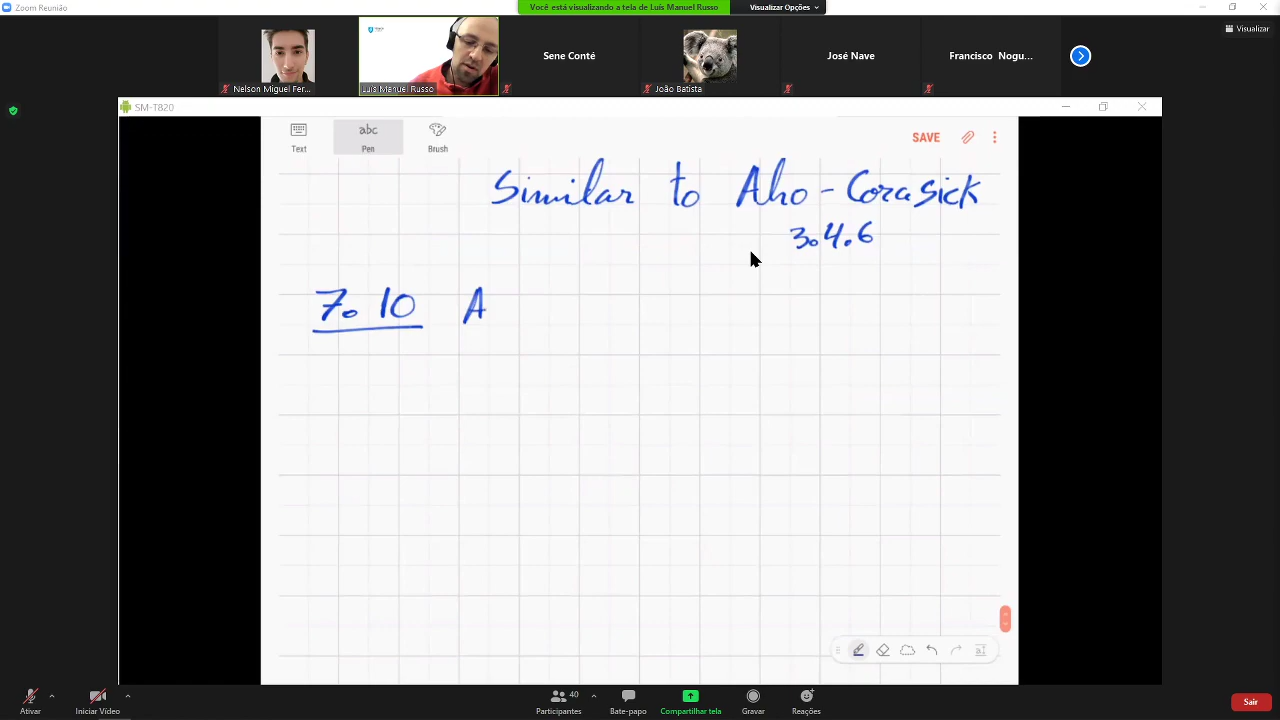 Zoom Reunião
Você está visualizando a tela de Luís Manuel Russo
Visualizar Opções
Visualizar
Nelson Miguel Fer...
Luís Manuel Russo
Sene Conté
João Batista
José Nave
Francisco Nogu...
SM-T820
Text
abc
Pen
Brush
SAVE
Similar to Aho-Corasick
3.4.6
7.10 A
Ativar
Iniciar Vídeo
40
Participantes
Bate-papo
Compartilhar tela
Gravar
Reações
Sair